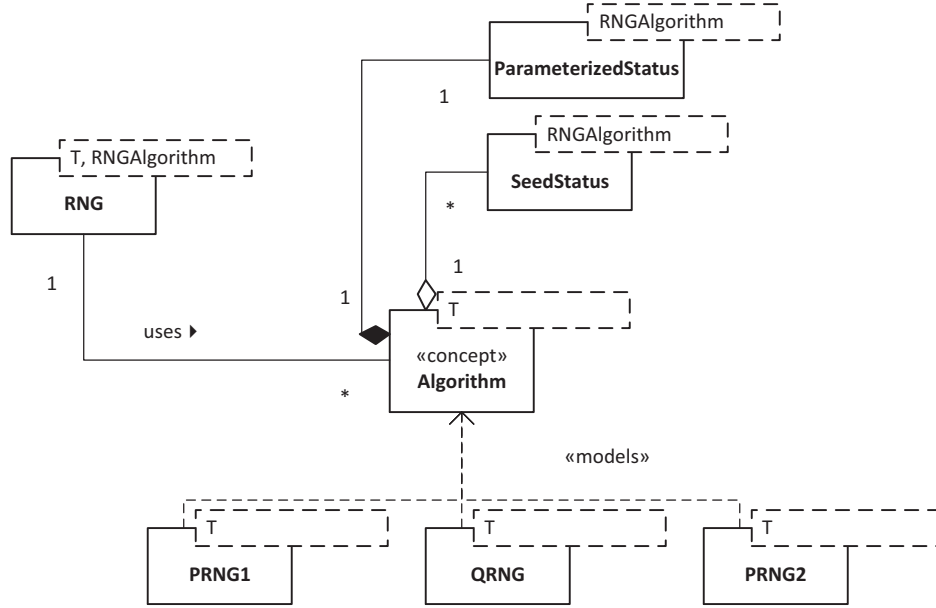 RNGAlgorithm
ParameterizedStatus
1
RNGAlgorithm
SeedStatus
T, RNGAlgorithm
RNG
*
1
1
1
T
uses
«concept»
Algorithm
*
«models»
T
PRNG1
T
QRNG
T
PRNG2